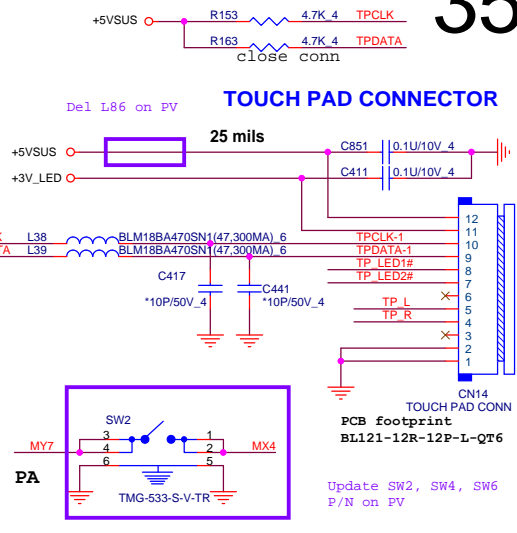 35
+5VSUS R153 4.7K_4 TPCLK
R163 4.7K_4 TPDATA
close conn
Del L86 on PV
TOUCH PAD CONNECTOR
25 mils
+5VSUS C851 0.1U/10V_4
+3V_LED C411 0.1U/10V_4
12
11
K L38 BLM18BA470SN1(47,300MA)_6 TPCLK-1 10
TA L39 BLM18BA470SN1(47,300MA)_6 TPDATA-1 9
TP_LED1# 8
TP_LED2# 7
6
TP_L 5
TP_R 4
3
2
1
C417 C441
*10P/50V_4 *10P/50V_4
CN14
TOUCH PAD CONN
PCB footprint
BL121-12R-12P-L-QT6
SW2
3 1
MY7 4 2 MX4
6 5
PA
TMG-533-S-V-TR
Update SW2, SW4, SW6
P/N on PV